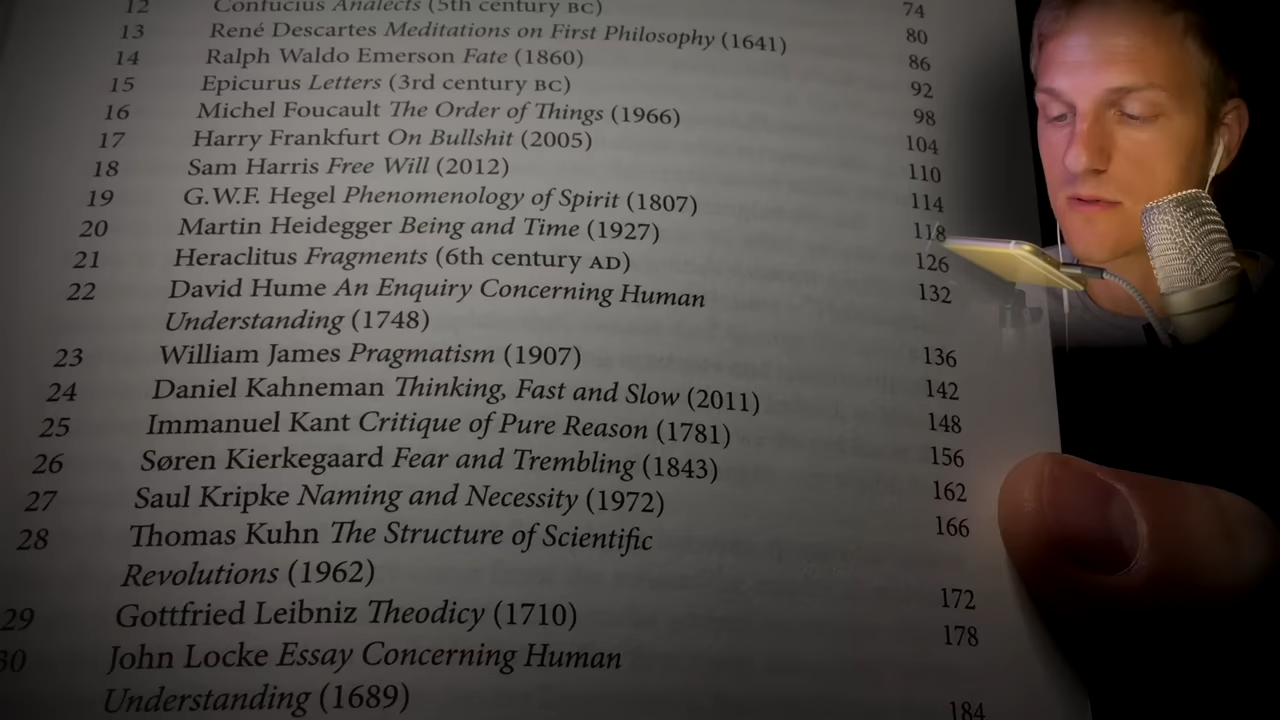 12 Confucius Analects (5th century BC) 74
13 René Descartes Meditations on First Philosophy (1641) 80
14 Ralph Waldo Emerson Fate (1860) 86
15 Epicurus Letters (3rd century BC) 92
16 Michel Foucault The Order of Things (1966) 98
17 Harry Frankfurt On Bullshit (2005) 104
18 Sam Harris Free Will (2012) 110
19 G.W.F. Hegel Phenomenology of Spirit (1807) 114
20 Martin Heidegger Being and Time (1927) 118
21 Heraclitus Fragments (6th century AD) 126
22 David Hume An Enquiry Concerning Human 132
Understanding (1748)
23 William James Pragmatism (1907) 136
24 Daniel Kahneman Thinking, Fast and Slow (2011) 142
25 Immanuel Kant Critique of Pure Reason (1781) 148
26 Søren Kierkegaard Fear and Trembling (1843) 156
27 Saul Kripke Naming and Necessity (1972) 162
28 Thomas Kuhn The Structure of Scientific 166
Revolutions (1962)
29 Gottfried Leibniz Theodicy (1710) 172
30 John Locke Essay Concerning Human 178
Understanding (1689)
184